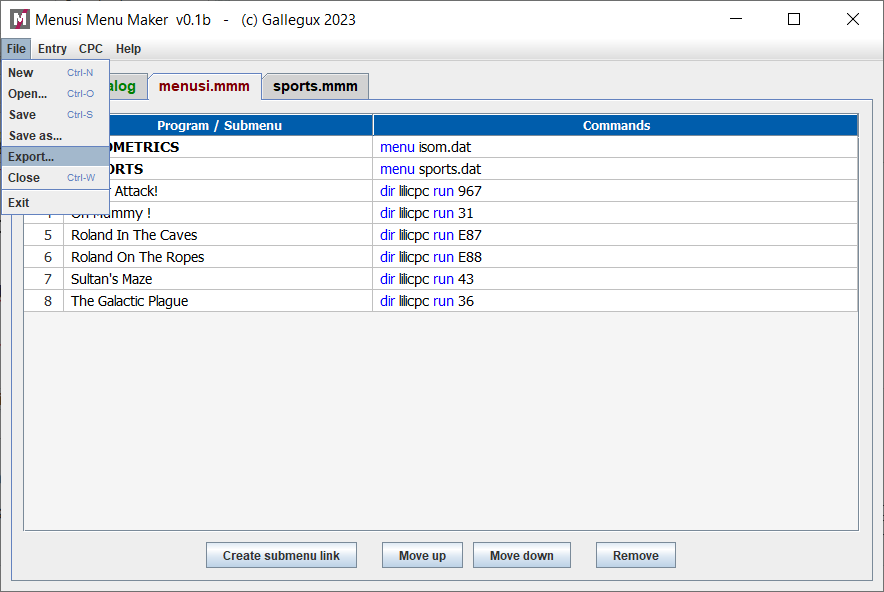 Menusi Menu Maker v0.1b - (c) Gallegux 2023
File Entry CPC Help
New Ctrl-N
Open... Ctrl-O
Save Ctrl-S
Save as...
Export...
Close Ctrl-W
Exit
alog menusi.mmm sports.mmm
Program / Submenu Commands
OMETRICS menu isom.dat
ORTS menu sports.dat
Attack! dir lilicpc run 967
Mummy ! dir lilicpc run 31
5 Roland In The Caves dir lilicpc run E87
6 Roland On The Ropes dir lilicpc run E88
7 Sultan's Maze dir lilicpc run 43
8 The Galactic Plague dir lilicpc run 36
Create submenu link Move up Move down Remove